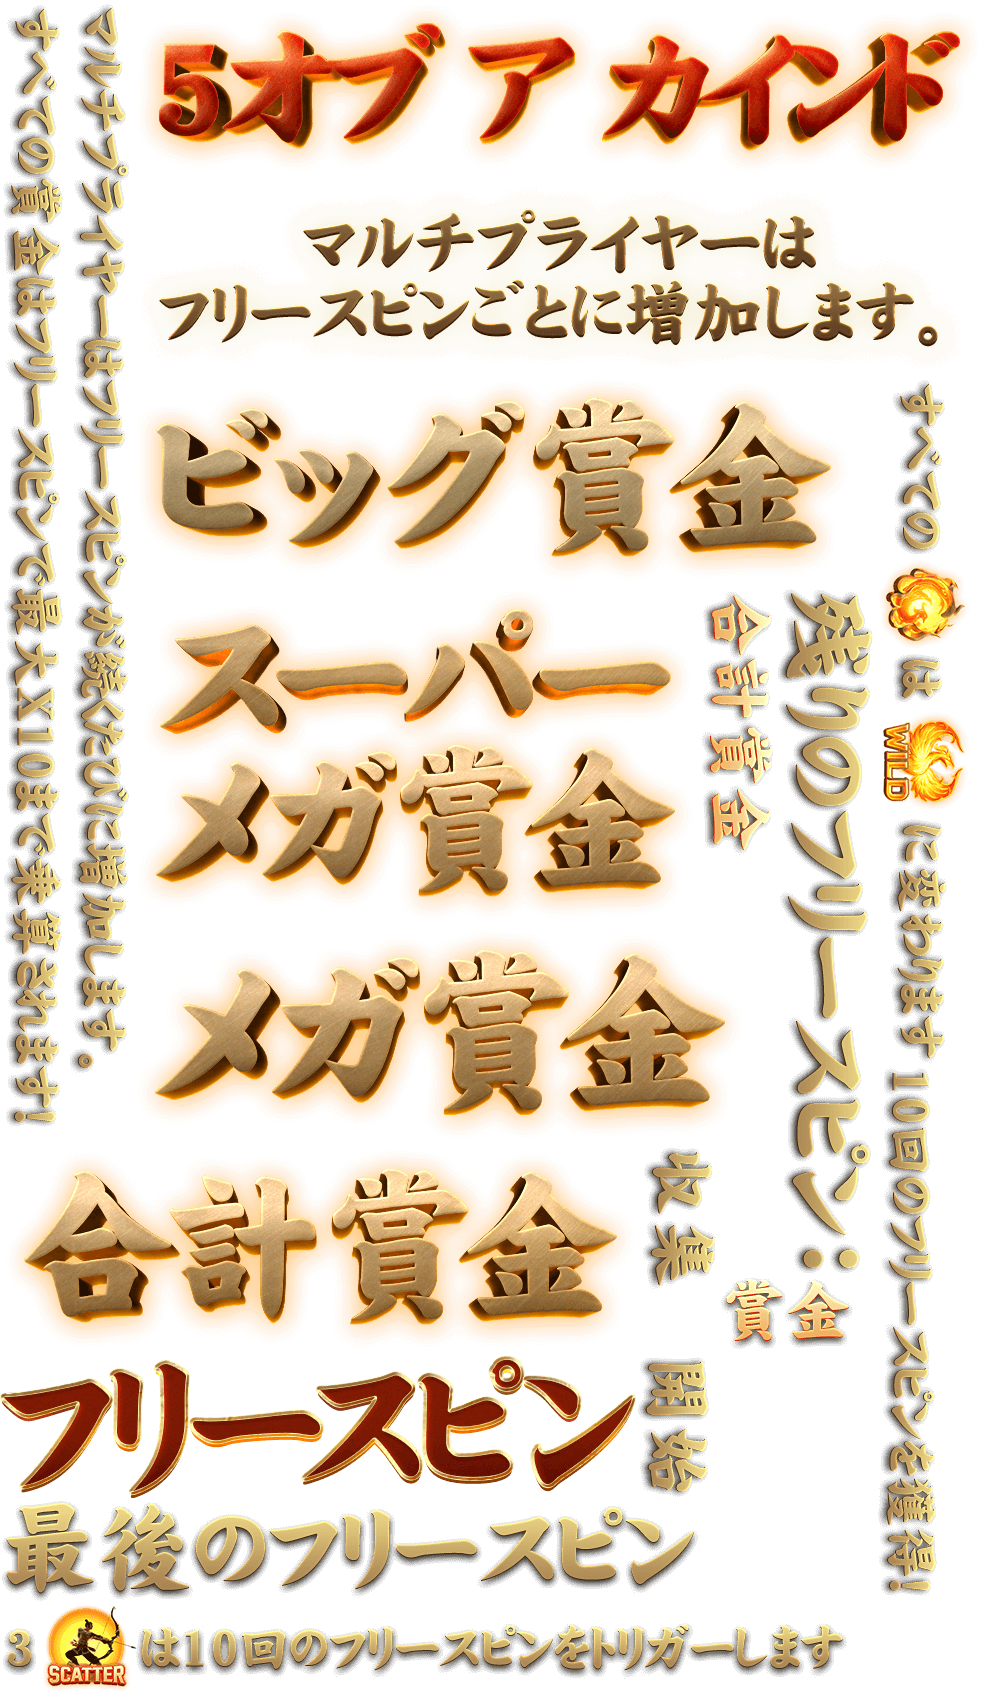 5オブ ア カインド
マルチプライヤーは
フリースピンごとに増加します。
マルチプライヤーはフリースピンが続くたびに増加します。
すべての賞金はフリースピンで最大X10まで乗算されます!
ビッグ賞金
スーパー
メガ賞金
メガ賞金
合計賞金
残りのフリースピン:
すべての は WILD に変わります 10回のフリースピンを獲得!
合計賞金
収集
賞金
開始
フリースピン
最後のフリースピン
3 SCATTER は10回のフリースピンをトリガーします